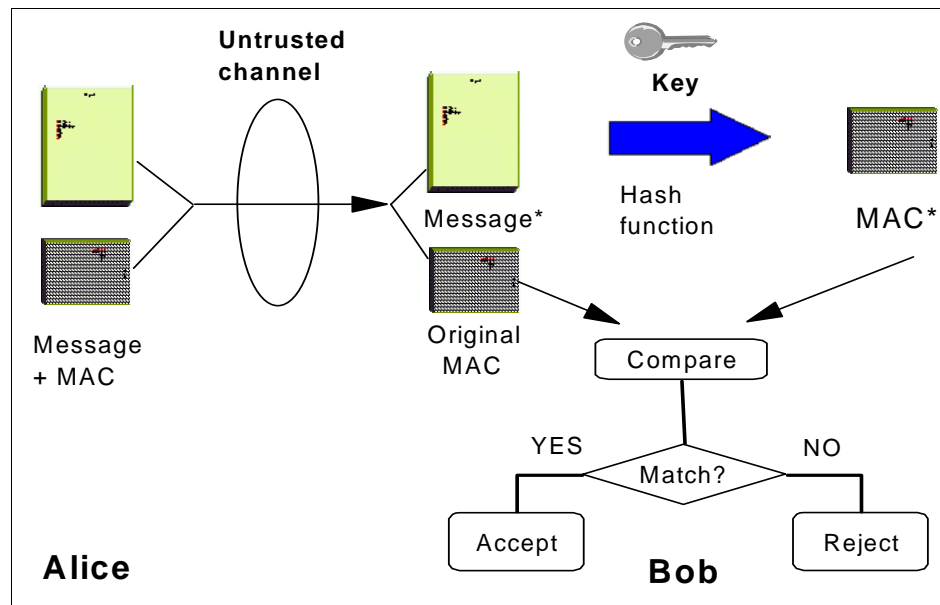 Untrusted
channel
Key
Message*
Hash
function
MAC*
Message
+ MAC
Original
MAC
Compare
YES
NO
Match?
Accept
Reject
Alice
Bob